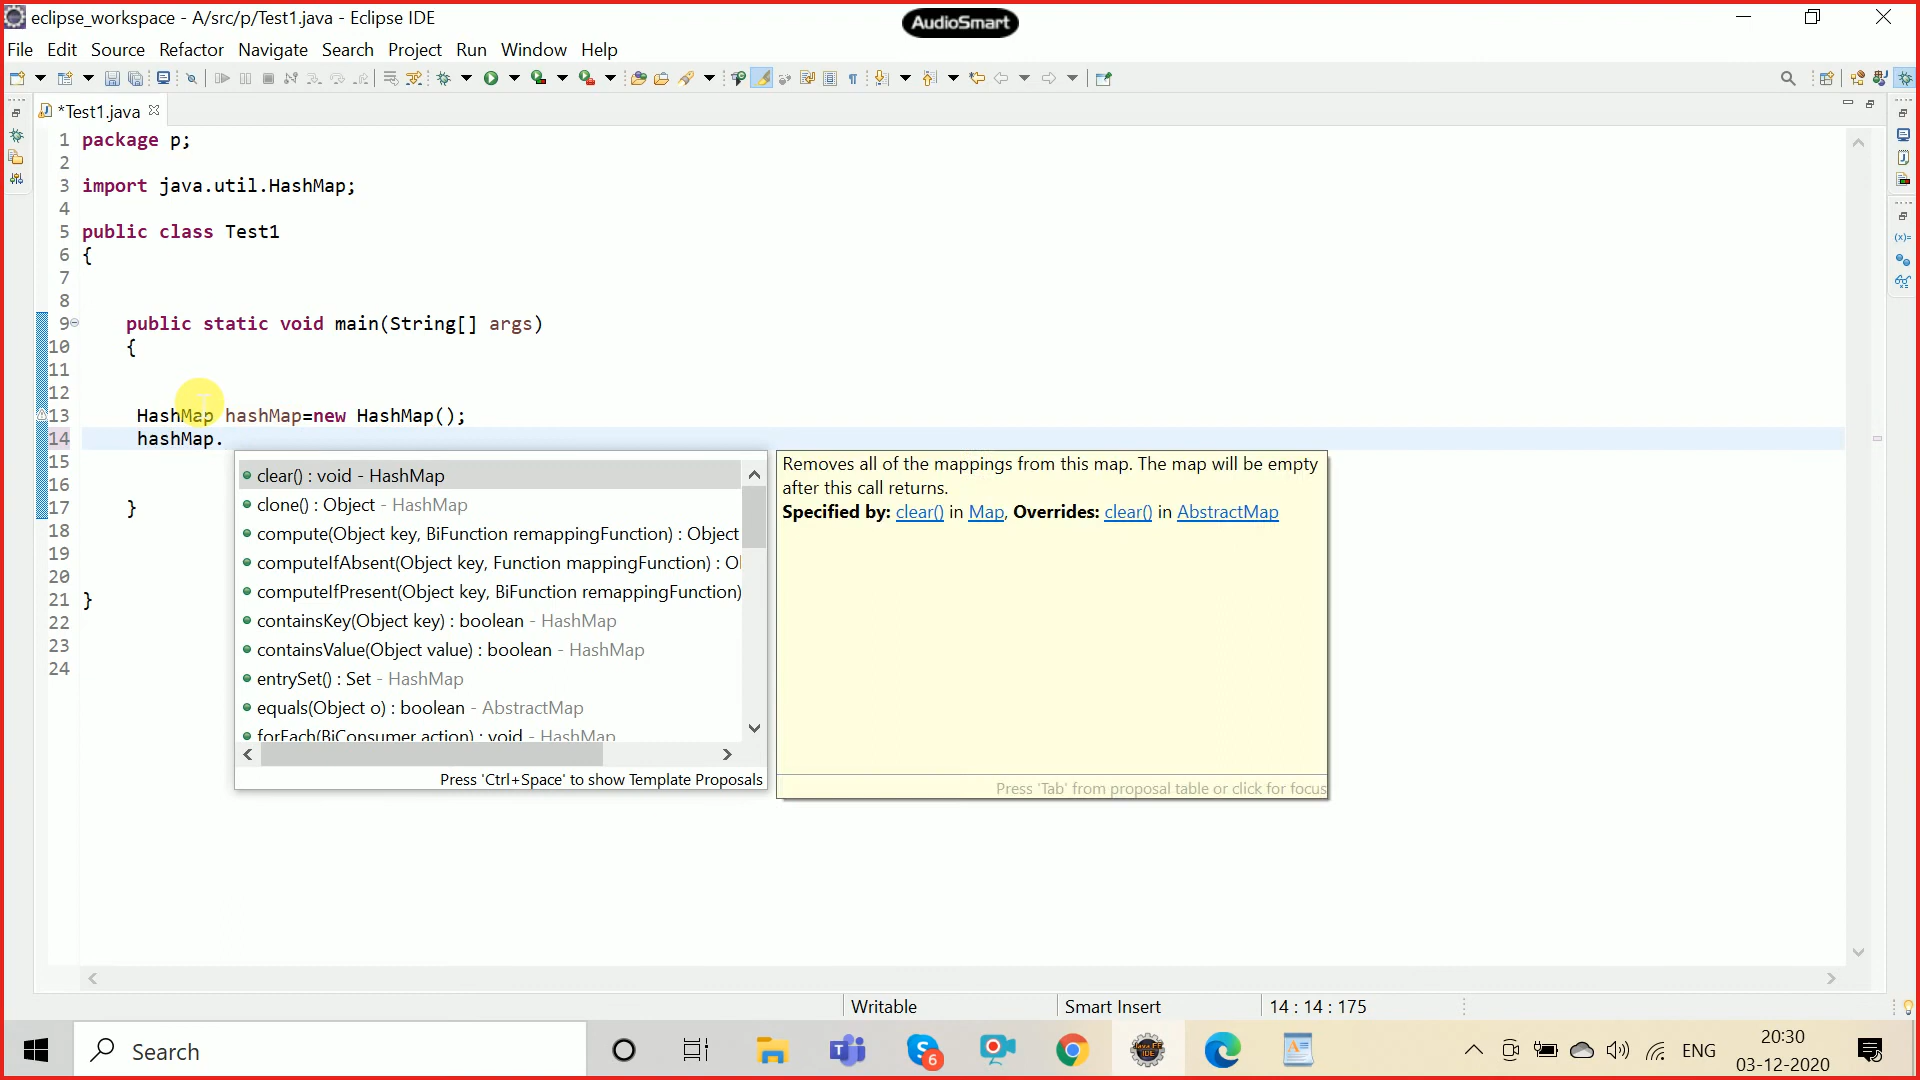 eclipse_workspace - A/src/p/Test1.java - Eclipse IDE
AudioSmart
File Edit Source Refactor Navigate Search Project Run Window Help
*Test1.java
1 package p;
2
3 import java.util.HashMap;
4
5 public class Test1
6 {
7
8
9 public static void main(String[] args)
10 {
11
12
13 HashMap hashMap=new HashMap();
14 hashMap.
15
16
17 }
18
19
20
21 }
22
23
24
clear() : void - HashMap
clone() : Object - HashMap
compute(Object key, BiFunction remappingFunction) : Object
computeIfAbsent(Object key, Function mappingFunction) : O
computeIfPresent(Object key, BiFunction remappingFunction)
containsKey(Object key) : boolean - HashMap
containsValue(Object value) : boolean - HashMap
entrySet() : Set - HashMap
equals(Object o) : boolean - AbstractMap
forEach(BiConsumer action) : void - HashMap
Press 'Ctrl+Space' to show Template Proposals
Removes all of the mappings from this map. The map will be empty
after this call returns.
Specified by: clear() in Map, Overrides: clear() in AbstractMap
Press 'Tab' from proposal table or click for focus
Writable Smart Insert 14 : 14 : 175
Search
6
ENG
20:30
03-12-2020